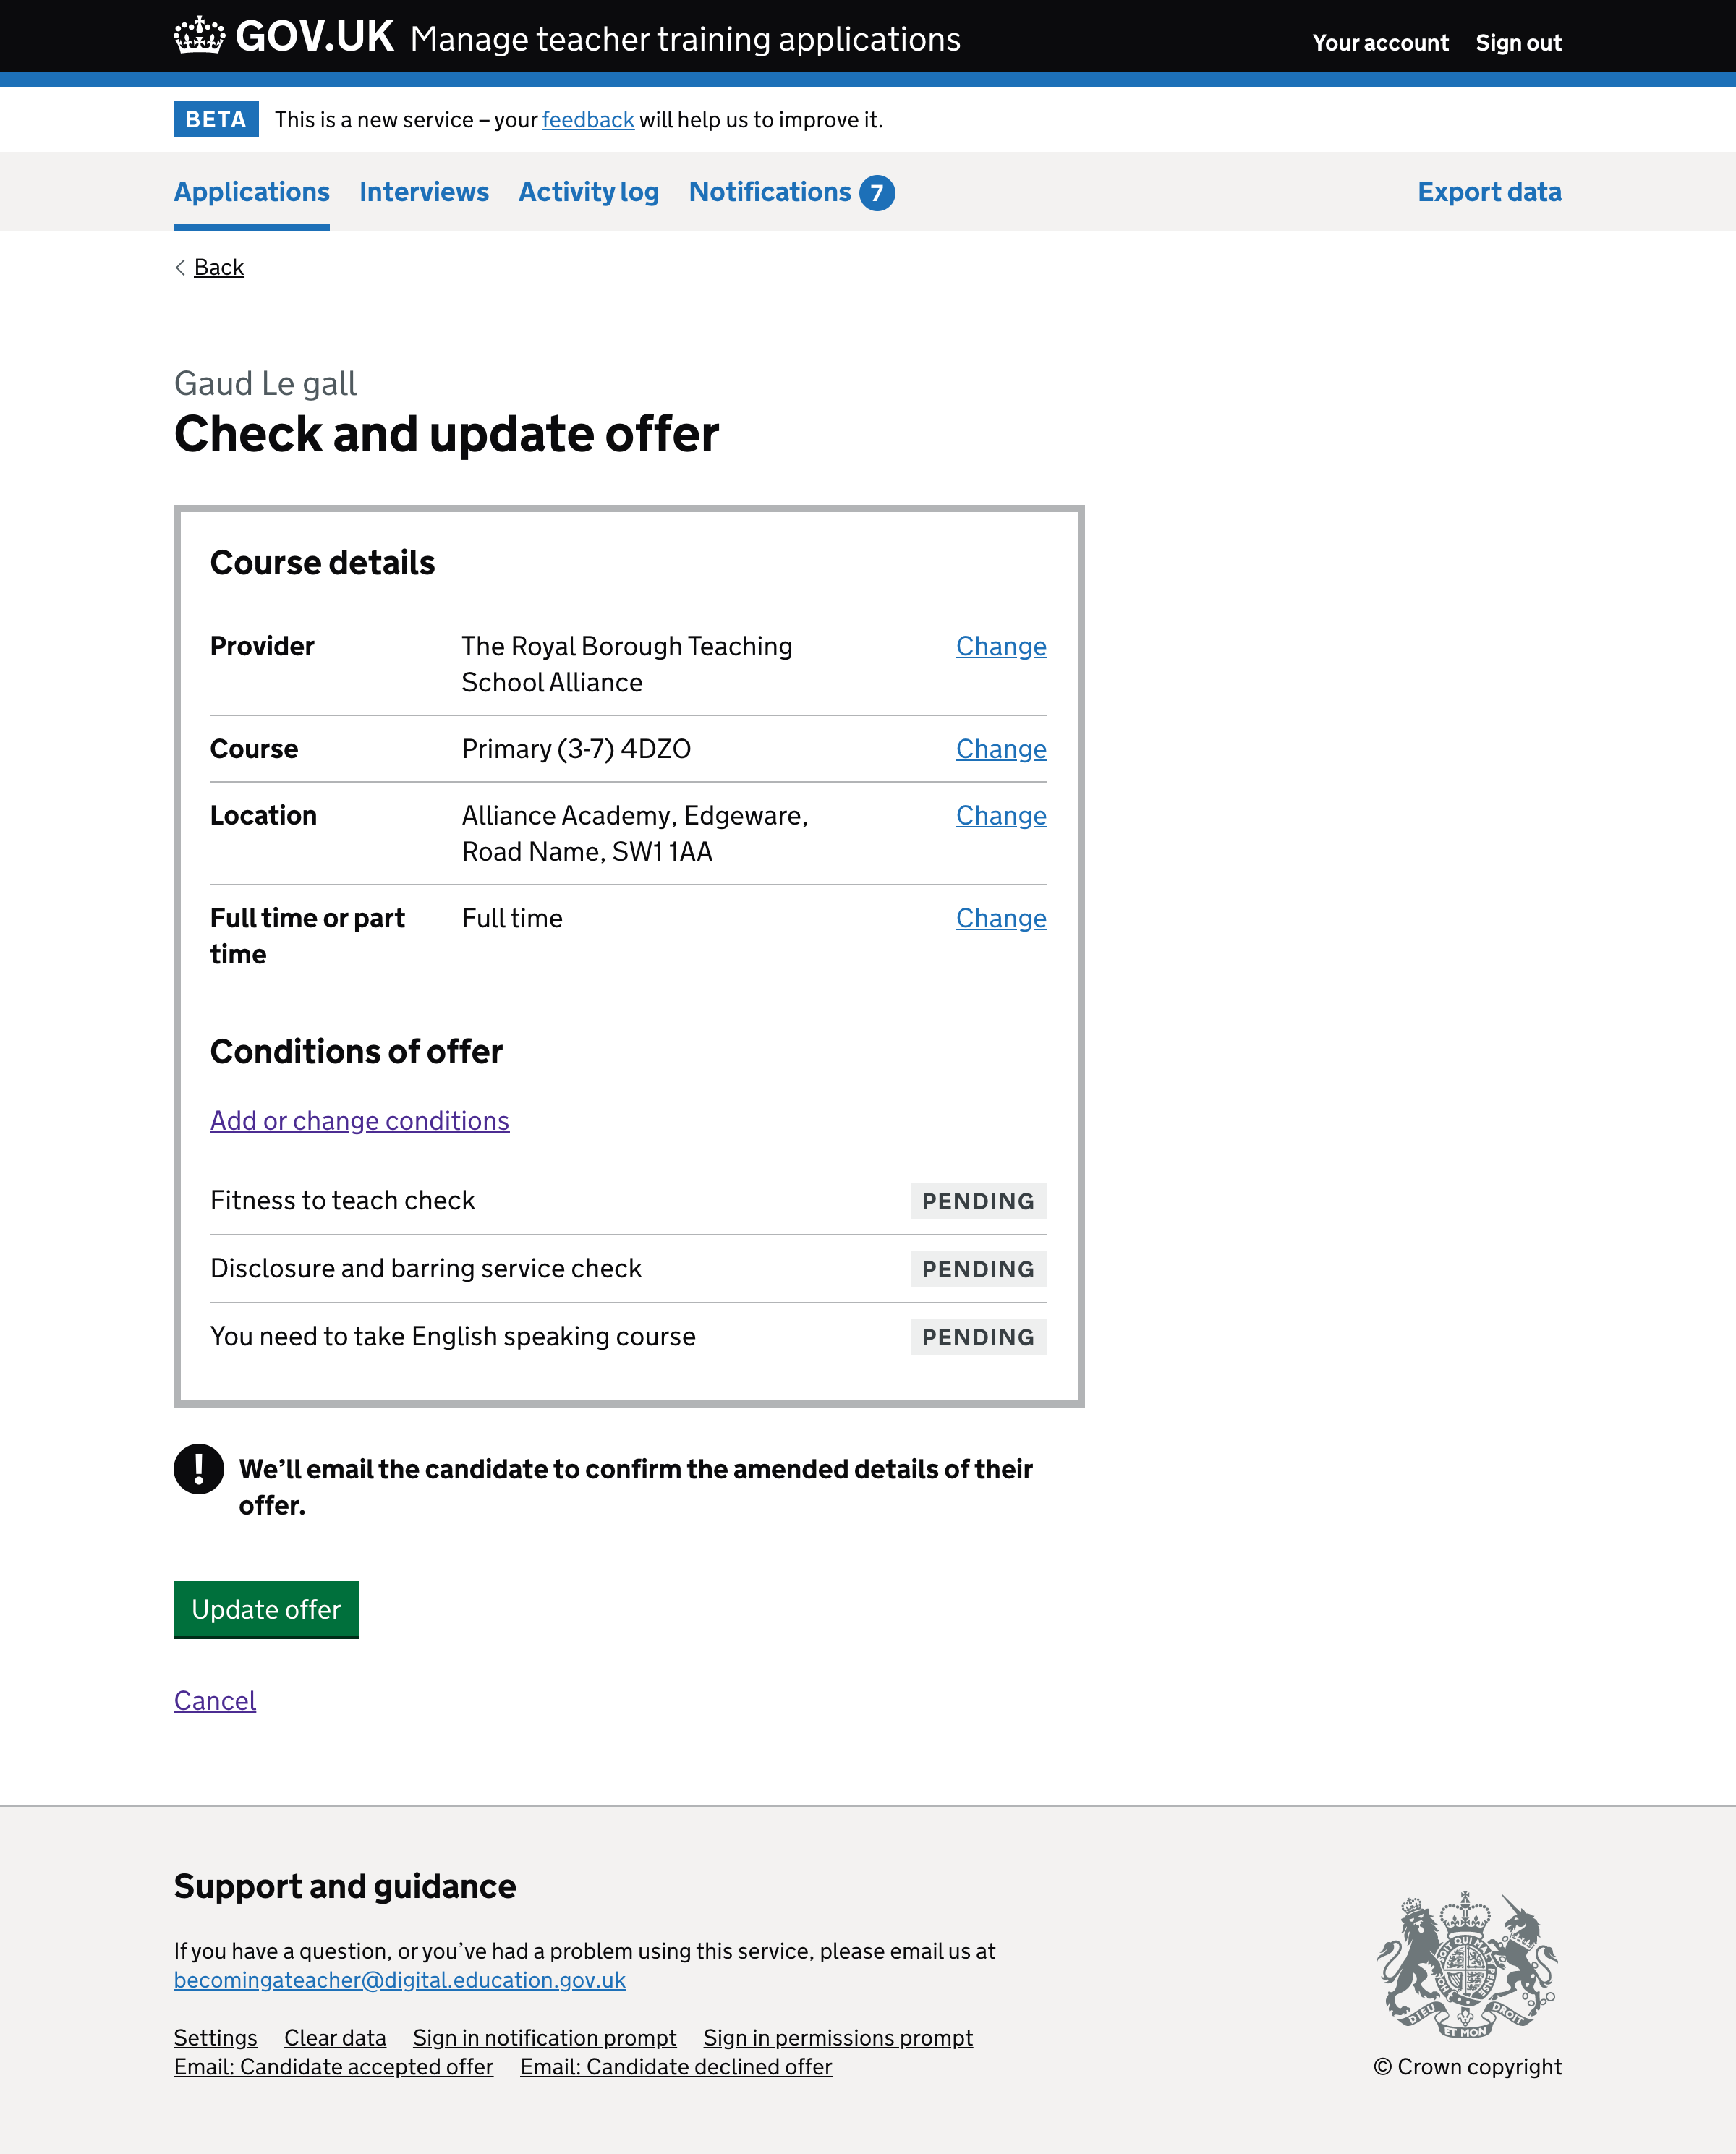 GOV.UK Manage teacher training applications Your account Sign out
BETA This is a new service – your feedback will help us to improve it.
Applications Interviews Activity log Notifications 7 Export data
Back
Gaud Le gall
Check and update offer
Course details
Provider The Royal Borough Teaching Change
School Alliance
Course Primary (3-7) 4DZO Change
Location Alliance Academy, Edgeware, Change
Road Name, SW1 1AA
Full time or part Full time Change
time
Conditions of offer
Add or change conditions
Fitness to teach check PENDING
Disclosure and barring service check PENDING
You need to take English speaking course PENDING
! We’ll email the candidate to confirm the amended details of their
offer.
Update offer
Cancel
Support and guidance
If you have a question, or you’ve had a problem using this service, please email us at
becomingateacher@digital.education.gov.uk
Settings Clear data Sign in notification prompt Sign in permissions prompt
Email: Candidate accepted offer Email: Candidate declined offer
DIEU ET MON DROIT
© Crown copyright